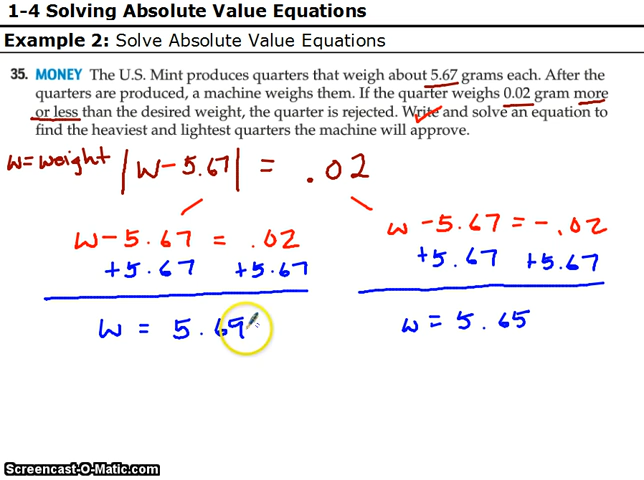 1-4 Solving Absolute Value Equations
Example 2: Solve Absolute Value Equations
35. MONEY The U.S. Mint produces quarters that weigh about 5.67 grams each. After the
quarters are produced, a machine weighs them. If the quarter weighs 0.02 gram more
or less than the desired weight, the quarter is rejected. Write and solve an equation to
find the heaviest and lightest quarters the machine will approve.
w = weight |w - 5.67| = .02
w - 5.67 = .02 w - 5.67 = -.02
+5.67 +5.67 +5.67 +5.67
w = 5.69 w = 5.65
Screencast-O-Matic.com